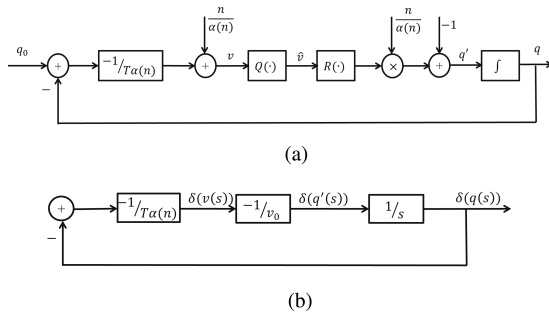 n/α(n) n/α(n) −1
q₀ + −1/Tα(n) + v Q(·) v̂ R(·) × + q′ ∫ q
−
(a)
+ −1/Tα(n) δ(v(s)) −1/v₀ δ(q′(s)) 1/s δ(q(s))
−
(b)